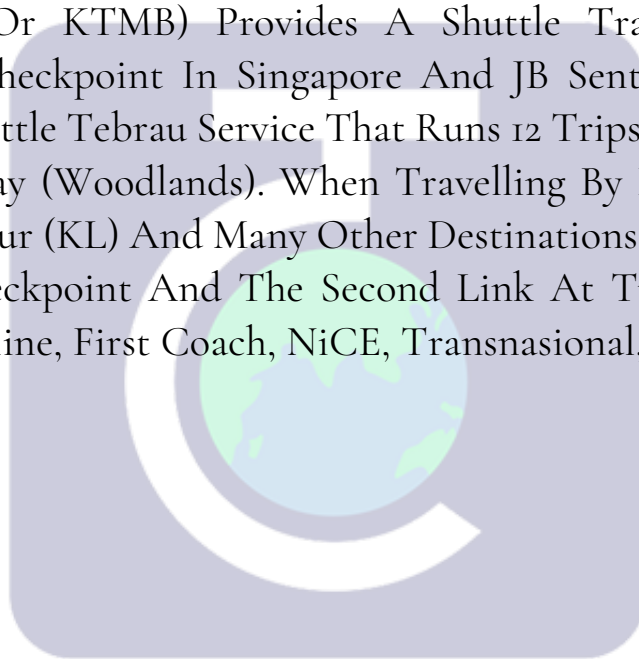 Or KTMB) Provides A Shuttle Tra
heckpoint In Singapore And JB Sent
ttle Tebrau Service That Runs 12 Trips
ay (Woodlands). When Travelling By
ur (KL) And Many Other Destinations
eckpoint And The Second Link At T
line, First Coach, NiCE, Transnasional.